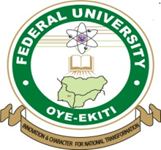 FEDERAL UNIVERSITY
OYE-EKITI
INNOVATION & CHARACTER FOR NATIONAL TRANSFORMATION